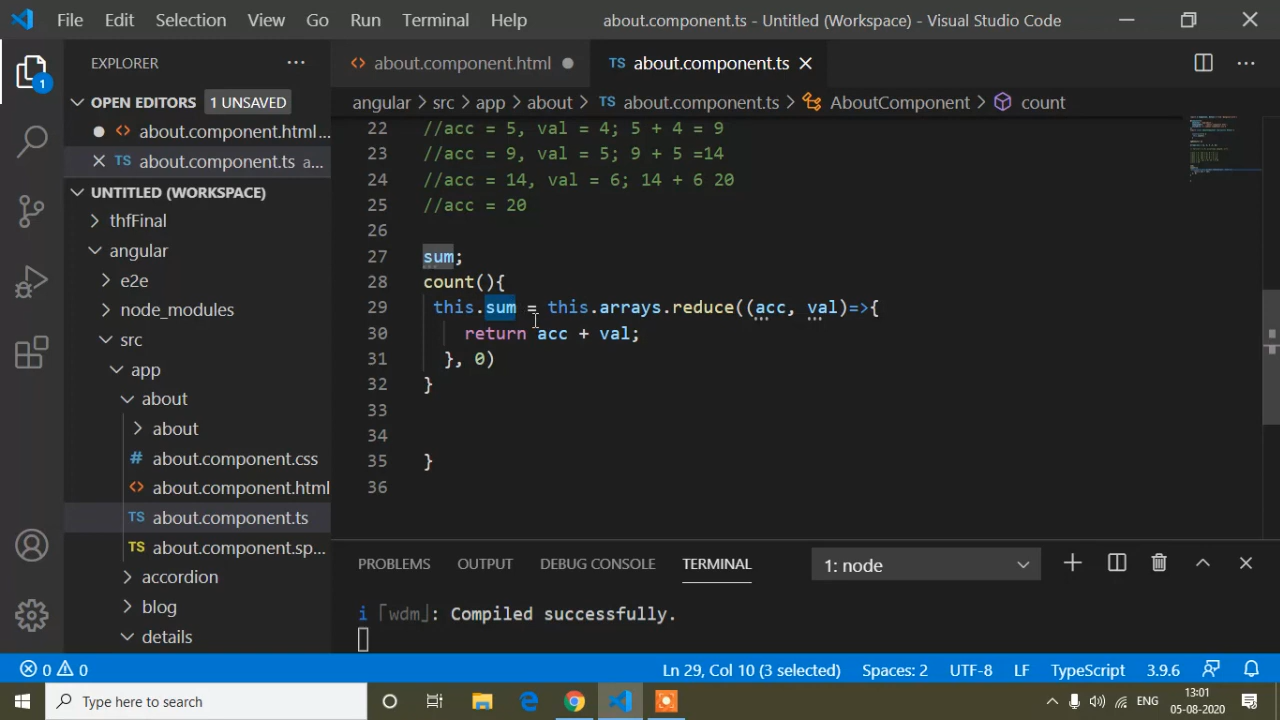 File Edit Selection View Go Run Terminal Help about.component.ts - Untitled (Workspace) - Visual Studio Code
EXPLORER ...
about.component.html
TS about.component.ts
OPEN EDITORS 1 UNSAVED
about.component.html...
TS about.component.ts a...
UNTITLED (WORKSPACE)
thfFinal
angular
e2e
node_modules
src
app
about
about
# about.component.css
<> about.component.html
TS about.component.ts
TS about.component.sp...
accordion
blog
details
1
angular > src > app > about > TS about.component.ts > AboutComponent > count
22 //acc = 5, val = 4; 5 + 4 = 9
23 //acc = 9, val = 5; 9 + 5 =14
24 //acc = 14, val = 6; 14 + 6 20
25 //acc = 20
26
27 sum;
28 count(){
29 this.sum = this.arrays.reduce((acc, val)=>{
30 return acc + val;
31 }, 0)
32 }
33
34
35 }
36
PROBLEMS OUTPUT DEBUG CONSOLE TERMINAL 1: node
i ｢wdm｣: Compiled successfully.
0 0 Ln 29, Col 10 (3 selected) Spaces: 2 UTF-8 LF TypeScript 3.9.6
Type here to search ENG 13:01
05-08-2020